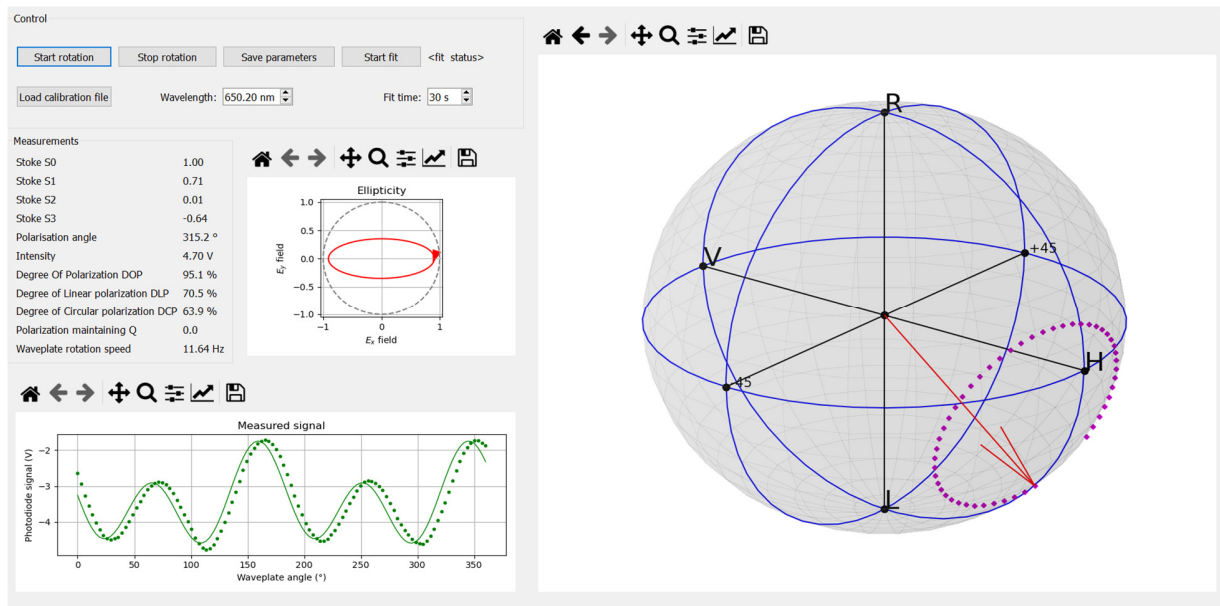 Control
Start rotation Stop rotation Save parameters Start fit <fit status>
Load calibration file Wavelength: 650.20 nm Fit time: 30 s
Measurements
Stoke S0 1.00
Stoke S1 0.71
Stoke S2 0.01
Stoke S3 -0.64
Polarisation angle 315.2 °
Intensity 4.70 V
Degree Of Polarization DOP 95.1 %
Degree of Linear polarization DLP 70.5 %
Degree of Circular polarization DCP 63.9 %
Polarization maintaining Q 0.0
Waveplate rotation speed 11.64 Hz
Ellipticity
1.0
0.5
0.0
−0.5
−1.0
Ey field
−1 0 1
Ex field
Measured signal
−2
−3
−4
Photodiode signal (V)
0 50 100 150 200 250 300 350
Waveplate angle (°)
R
+45
V
H
-45
L